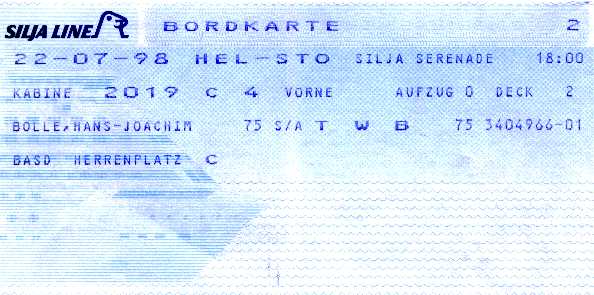 SILJA LINE BORDKARTE 2
22-07-98 HEL-STO SILJA SERENADE 18:00
KABINE 2019 C 4 VORNE AUFZUG 0 DECK 2
BOLLE,HANS-JOACHIM 75 S/A T W B 75 3404966-01
BASD HERRENPLATZ C